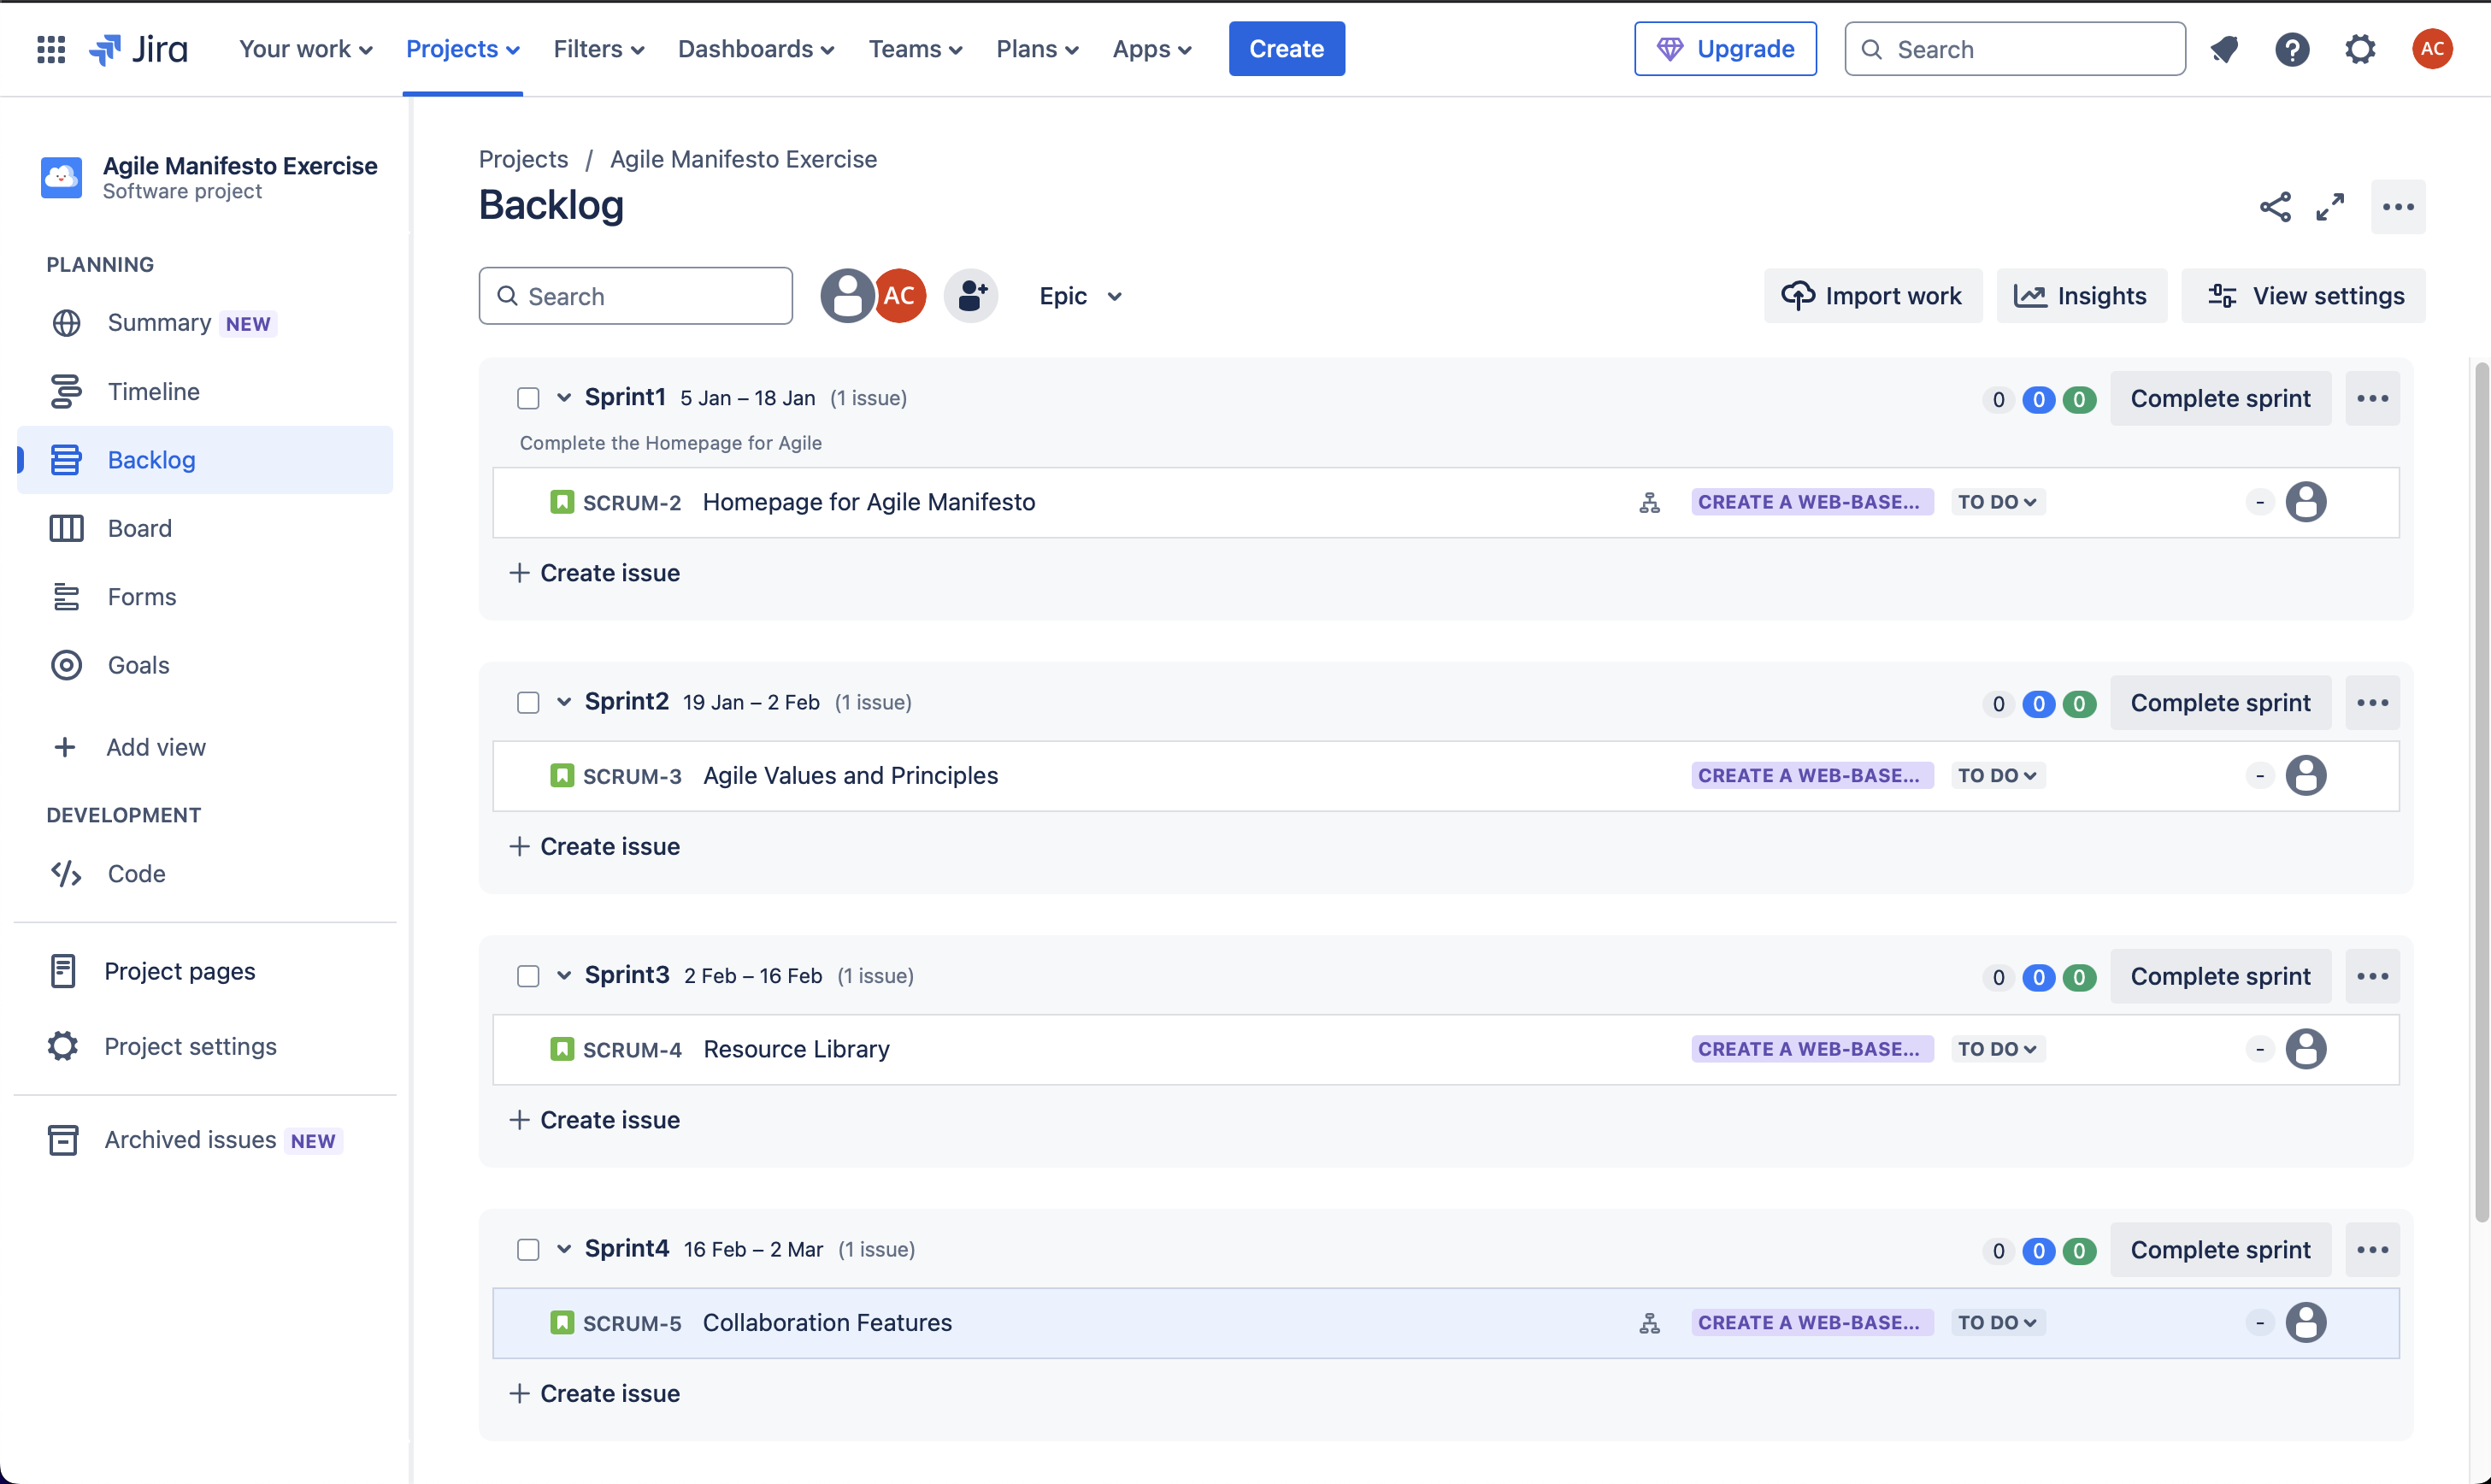 Jira Your work Projects Filters Dashboards Teams Plans Apps Create Upgrade Search ? AC
Agile Manifesto Exercise
Software project
PLANNING
Summary NEW
Timeline
Backlog
Board
Forms
Goals
+ Add view
DEVELOPMENT
</> Code
Project pages
Project settings
Archived issues NEW
Projects / Agile Manifesto Exercise
Backlog
Search AC Epic Import work Insights View settings
Sprint1 5 Jan – 18 Jan (1 issue) 0 0 0 Complete sprint
Complete the Homepage for Agile
SCRUM-2 Homepage for Agile Manifesto CREATE A WEB-BASE... TO DO -
+ Create issue
Sprint2 19 Jan – 2 Feb (1 issue) 0 0 0 Complete sprint
SCRUM-3 Agile Values and Principles CREATE A WEB-BASE... TO DO -
+ Create issue
Sprint3 2 Feb – 16 Feb (1 issue) 0 0 0 Complete sprint
SCRUM-4 Resource Library CREATE A WEB-BASE... TO DO -
+ Create issue
Sprint4 16 Feb – 2 Mar (1 issue) 0 0 0 Complete sprint
SCRUM-5 Collaboration Features CREATE A WEB-BASE... TO DO -
+ Create issue